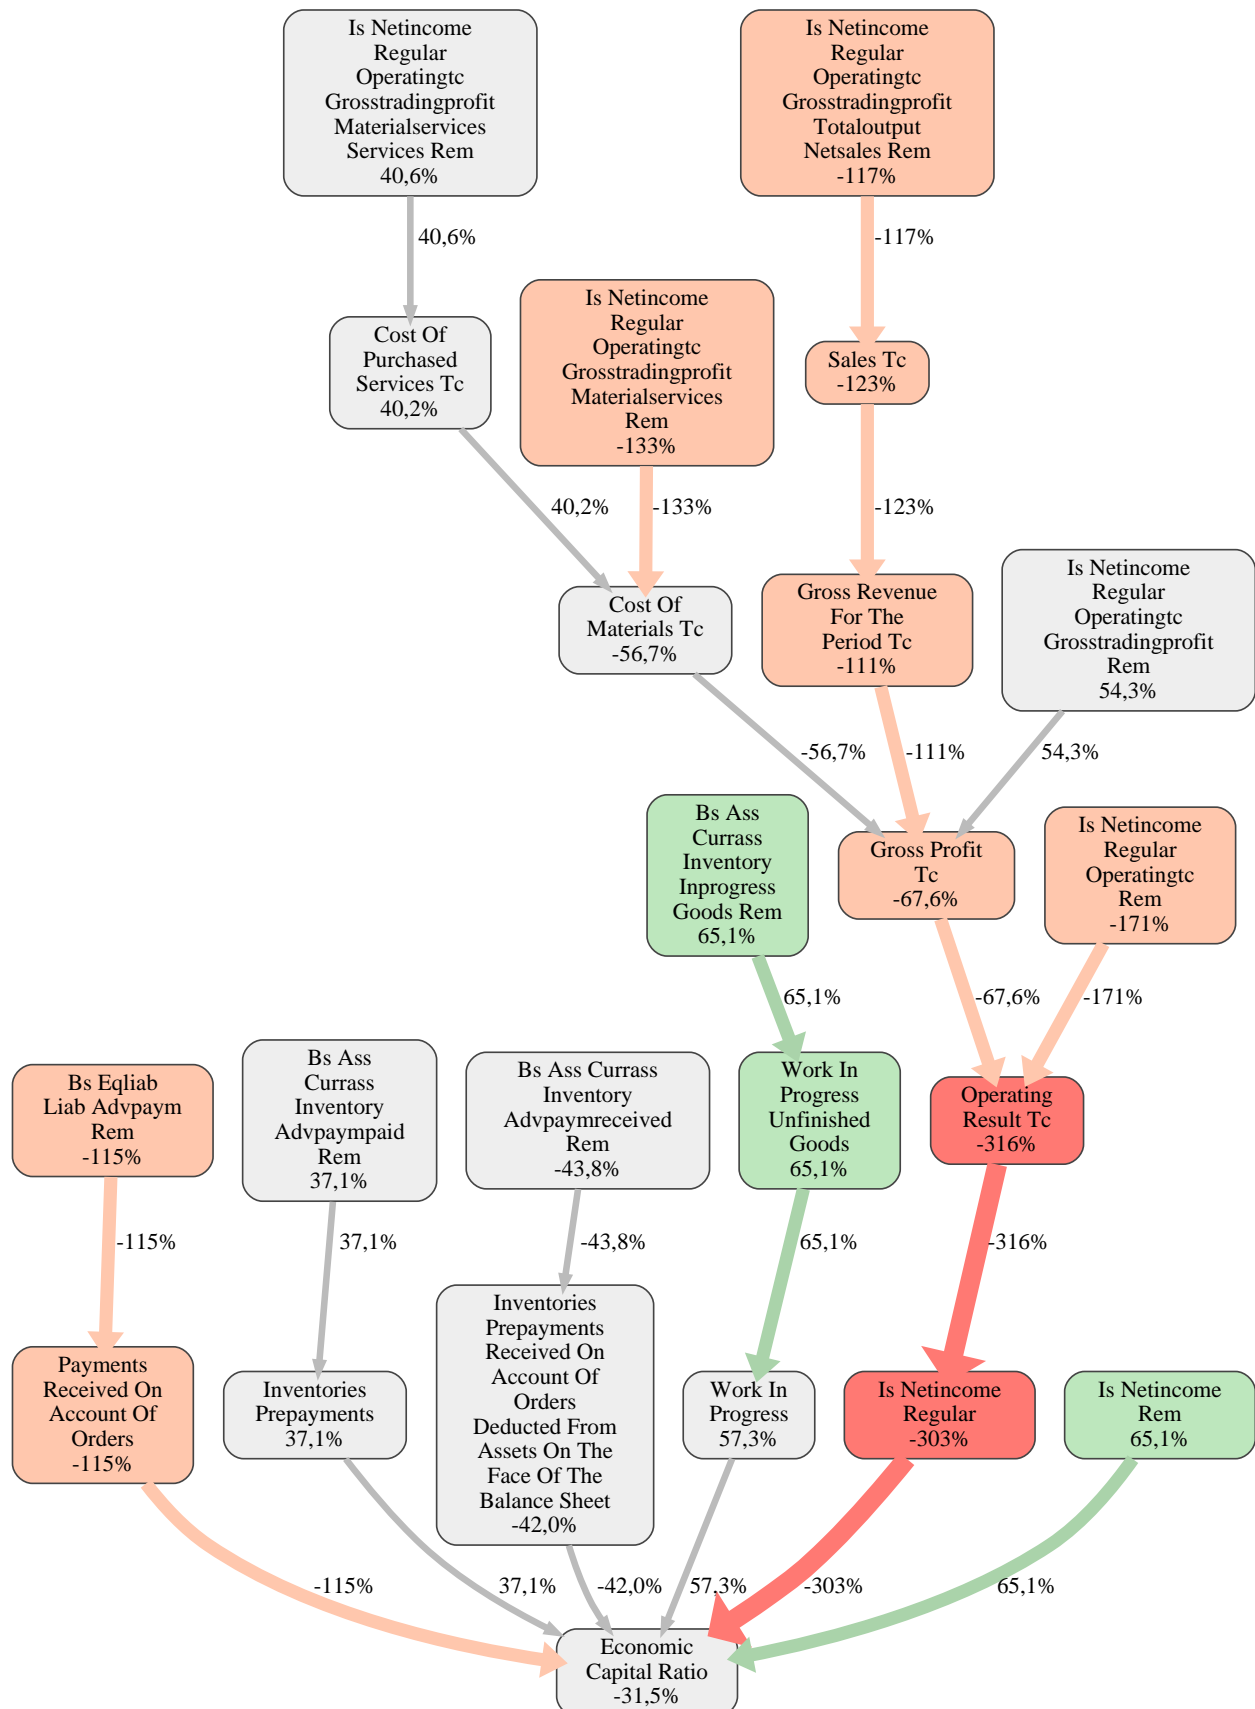 Is Netincome
Regular
Operatingtc
Grosstradingprofit
Materialservices
Services Rem
40,6%
Is Netincome
Regular
Operatingtc
Grosstradingprofit
Totaloutput
Netsales Rem
-117%
40,6%
-117%
Cost Of
Purchased
Services Tc
40,2%
Is Netincome
Regular
Operatingtc
Grosstradingprofit
Materialservices
Rem
-133%
Sales Tc
-123%
40,2%
-133%
-123%
Cost Of
Materials Tc
-56,7%
Gross Revenue
For The
Period Tc
-111%
Is Netincome
Regular
Operatingtc
Grosstradingprofit
Rem
54,3%
-56,7%
-111%
54,3%
Bs Ass
Currass
Inventory
Inprogress
Goods Rem
65,1%
Gross Profit
Tc
-67,6%
Is Netincome
Regular
Operatingtc
Rem
-171%
65,1%
-67,6%
-171%
Bs Eqliab
Liab Advpaym
Rem
-115%
Bs Ass
Currass
Inventory
Advpaympaid
Rem
37,1%
Bs Ass Currass
Inventory
Advpaymreceived
Rem
-43,8%
Work In
Progress
Unfinished
Goods
65,1%
Operating
Result Tc
-316%
-115%
37,1%
-43,8%
65,1%
-316%
Payments
Received On
Account Of
Orders
-115%
Inventories
Prepayments
37,1%
Inventories
Prepayments
Received On
Account Of
Orders
Deducted From
Assets On The
Face Of The
Balance Sheet
-42,0%
Work In
Progress
57,3%
Is Netincome
Regular
-303%
Is Netincome
Rem
65,1%
-115%
37,1%
-42,0%
57,3%
-303%
65,1%
Economic
Capital Ratio
-31,5%